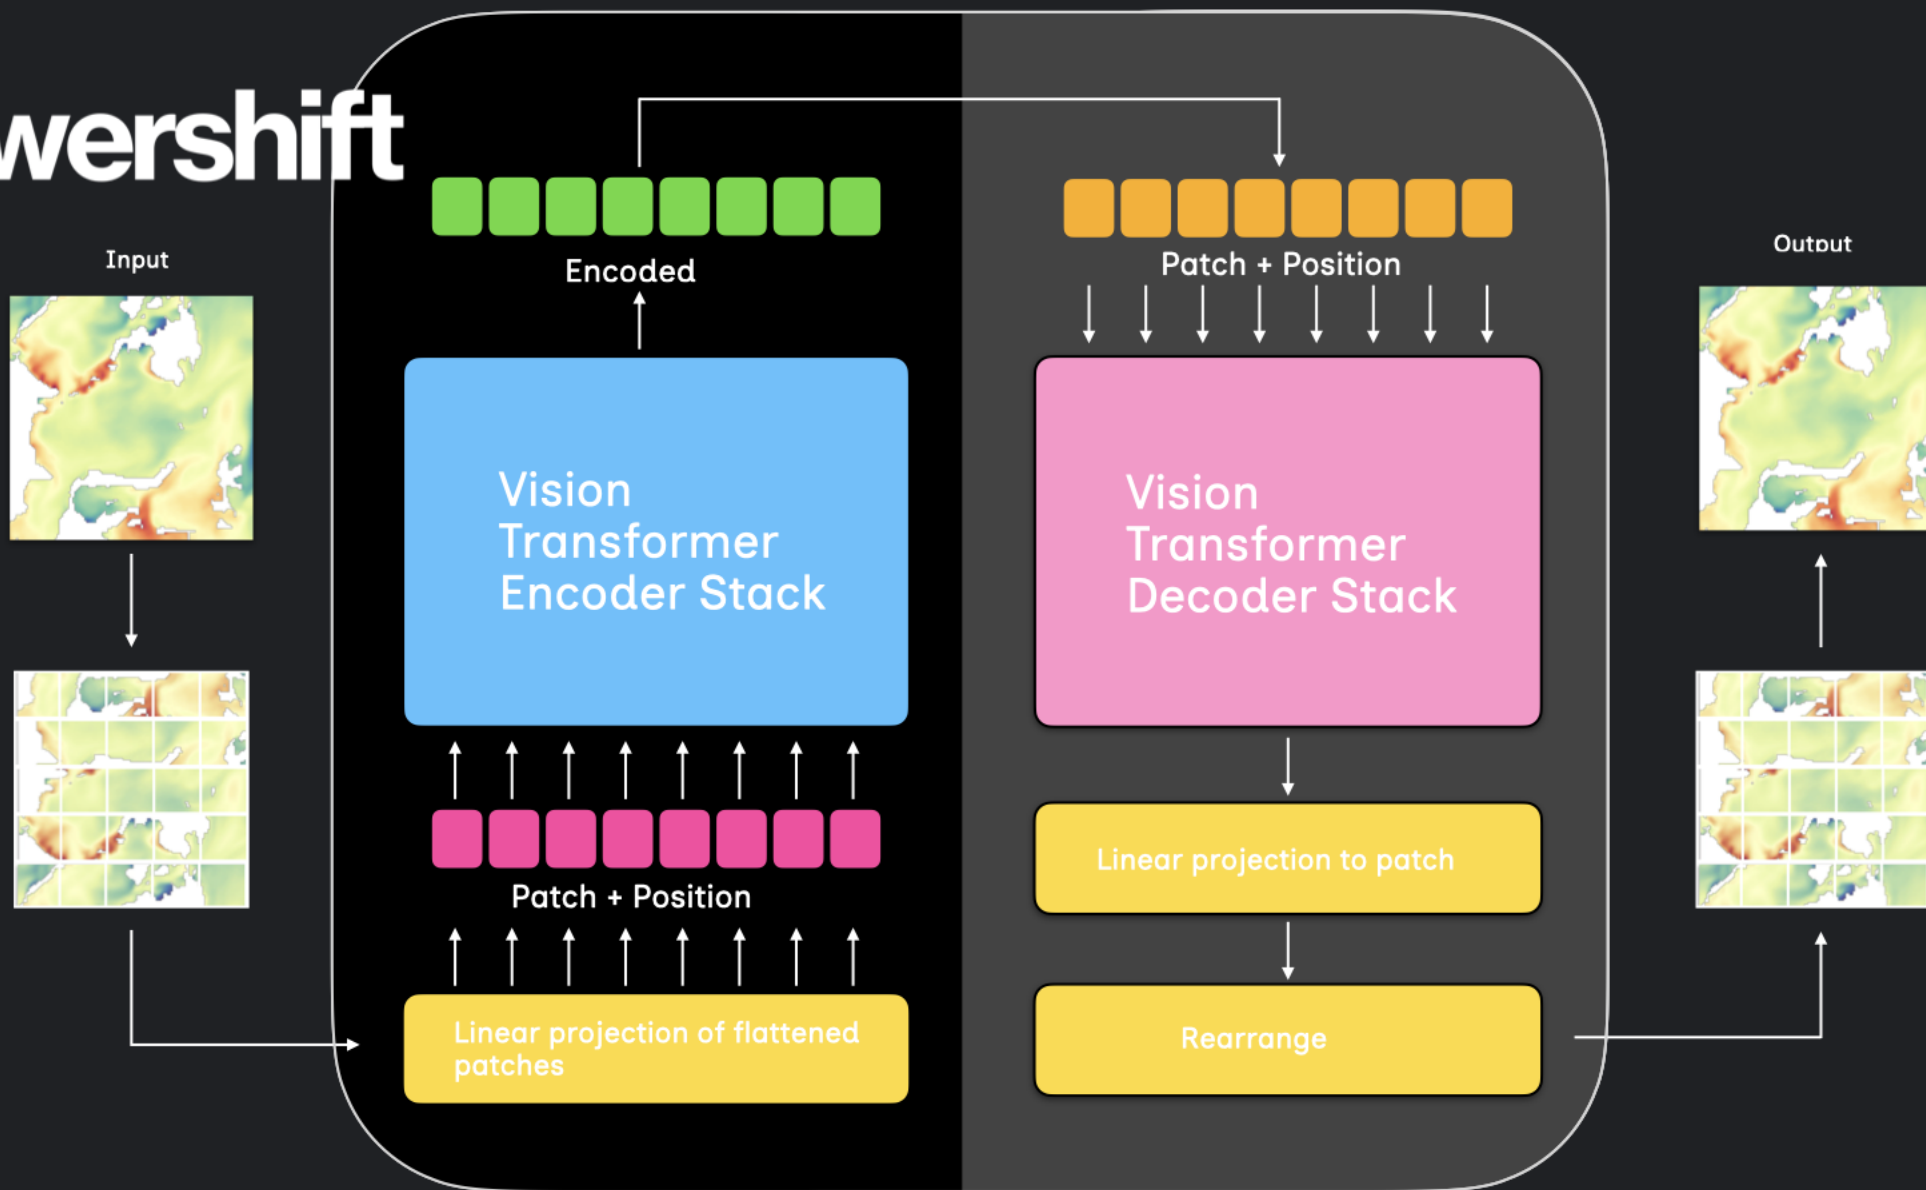 wershift
Input
Encoded
Vision
Transformer
Encoder Stack
Patch + Position
Linear projection of flattened
patches
Patch + Position
Vision
Transformer
Decoder Stack
Linear projection to patch
Rearrange
Output